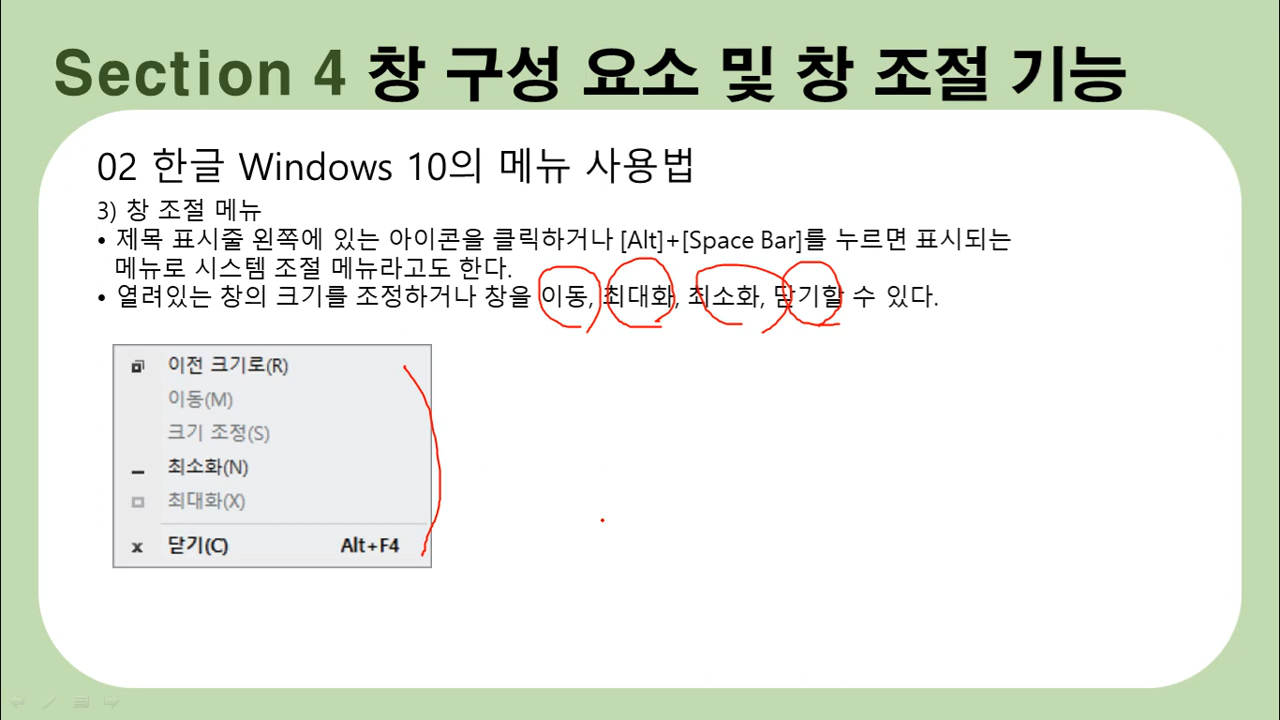 Section 4 창 구성 요소 및 창 조절 기능
02 한글 Windows 10의 메뉴 사용법
3) 창 조절 메뉴
• 제목 표시줄 왼쪽에 있는 아이콘을 클릭하거나 [Alt]+[Space Bar]를 누르면 표시되는
메뉴로 시스템 조절 메뉴라고도 한다.
• 열려있는 창의 크기를 조정하거나 창을 이동, 최대화, 최소화, 닫기할 수 있다.
이전 크기로(R)
이동(M)
크기 조정(S)
최소화(N)
최대화(X)
닫기(C) Alt+F4